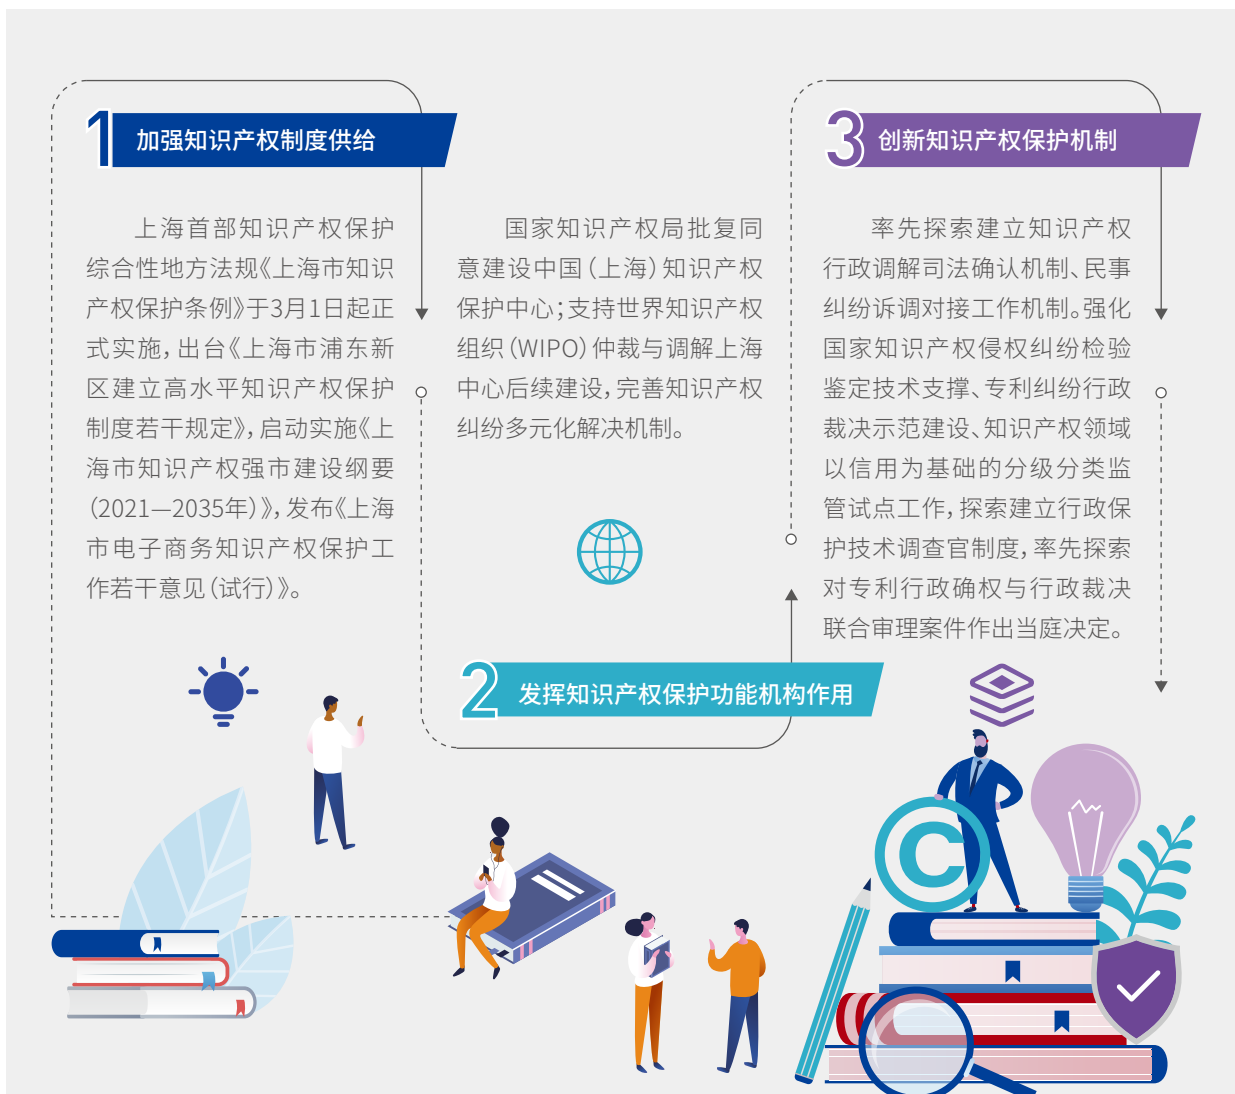 1
加强知识产权制度供给
上海首部知识产权保护
综合性地方法规《上海市知识
产权保护条例》于3月1日起正
式实施，出台《上海市浦东新
区建立高水平知识产权保护
制度若干规定》，启动实施《上
海市知识产权强市建设纲要
（2021—2035年）》，发布《上海
市电子商务知识产权保护工
作若干意见（试行）》。
2
发挥知识产权保护功能机构作用
国家知识产权局批复同
意建设中国（上海）知识产权
保护中心；支持世界知识产权
组织（WIPO）仲裁与调解上海
中心后续建设，完善知识产权
纠纷多元化解决机制。
3
创新知识产权保护机制
率先探索建立知识产权
行政调解司法确认机制、民事
纠纷诉调对接工作机制。强化
国家知识产权侵权纠纷检验
鉴定技术支撑、专利纠纷行政
裁决示范建设、知识产权领域
以信用为基础的分级分类监
管试点工作，探索建立行政保
护技术调查官制度，率先探索
对专利行政确权与行政裁决
联合审理案件作出当庭决定。
©